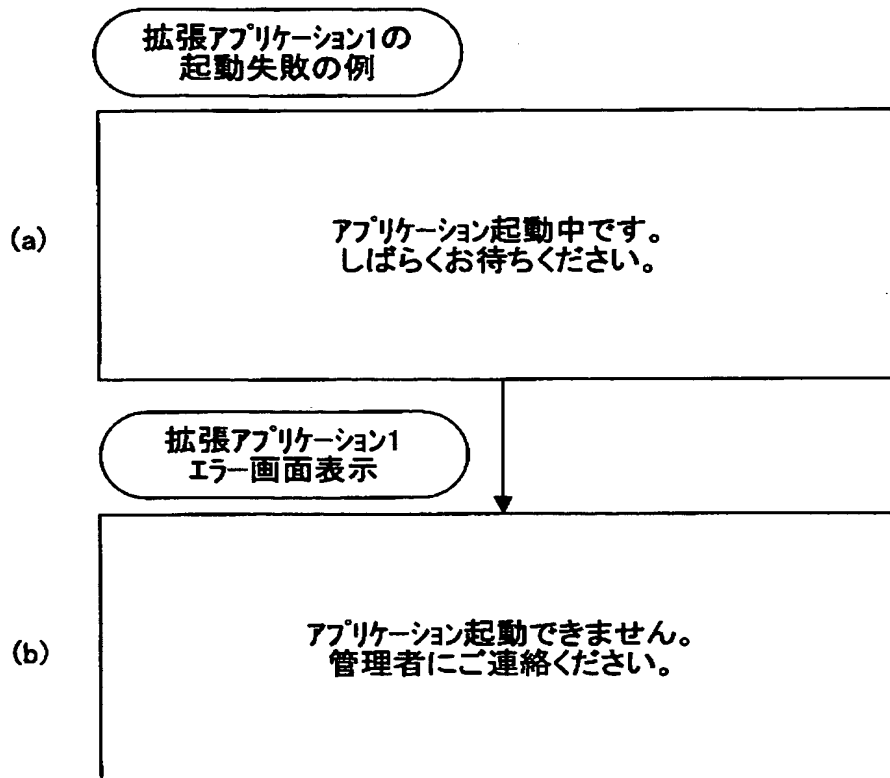 拡張アプリケーション1の
起動失敗の例
(a)
アプリケーション起動中です。
しばらくお待ちください。
拡張アプリケーション1
エラー画面表示
(b)
アプリケーション起動できません。
管理者にご連絡ください。